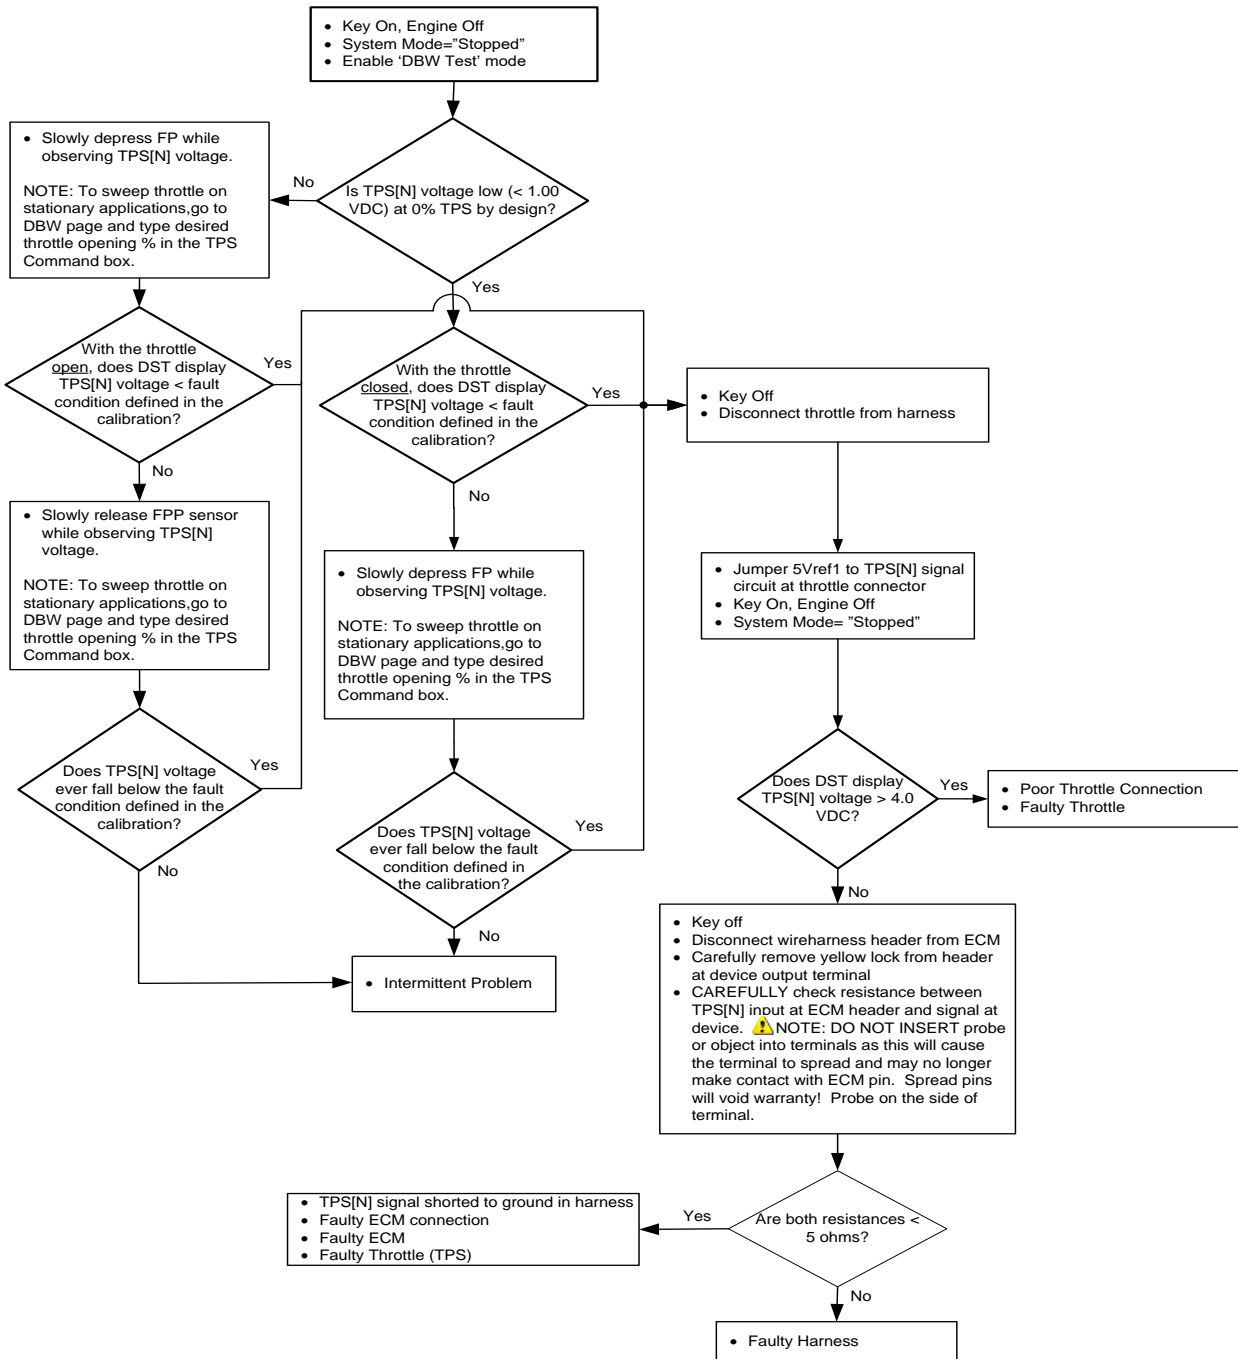 • Key On, Engine Off
• System Mode=”Stopped”
• Enable ‘DBW Test’ mode
• Slowly depress FP while
observing TPS[N] voltage.
NOTE: To sweep throttle on
stationary applications,go to
DBW page and type desired
throttle opening % in the TPS
Command box.
No
Is TPS[N] voltage low (< 1.00
VDC) at 0% TPS by design?
Yes
With the throttle
open, does DST display
TPS[N] voltage < fault
condition defined in the
calibration?
Yes
No
With the throttle
closed, does DST display
TPS[N] voltage < fault
condition defined in the
calibration?
Yes
No
• Key Off
• Disconnect throttle from harness
• Slowly release FPP sensor
while observing TPS[N]
voltage.
NOTE: To sweep throttle on
stationary applications,go to
DBW page and type desired
throttle opening % in the TPS
Command box.
• Slowly depress FP while
observing TPS[N] voltage.
NOTE: To sweep throttle on
stationary applications,go to
DBW page and type desired
throttle opening % in the TPS
Command box.
• Jumper 5Vref1 to TPS[N] signal
circuit at throttle connector
• Key On, Engine Off
• System Mode= ”Stopped”
Does TPS[N] voltage
ever fall below the fault
condition defined in the
calibration?
Yes
No
Does TPS[N] voltage
ever fall below the fault
condition defined in
the calibration?
Yes
No
Does DST display
TPS[N] voltage > 4.0
VDC?
Yes
No
• Poor Throttle Connection
• Faulty Throttle
• Intermittent Problem
• Key off
• Disconnect wireharness header from ECM
• Carefully remove yellow lock from header
at device output terminal
• CAREFULLY check resistance between
TPS[N] input at ECM header and signal at
device. NOTE: DO NOT INSERT probe
or object into terminals as this will cause
the terminal to spread and may no longer
make contact with ECM pin. Spread pins
will void warranty! Probe on the side of
terminal.
• TPS[N] signal shorted to ground in harness
• Faulty ECM connection
• Faulty ECM
• Faulty Throttle (TPS)
Yes
Are both resistances <
5 ohms?
No
• Faulty Harness